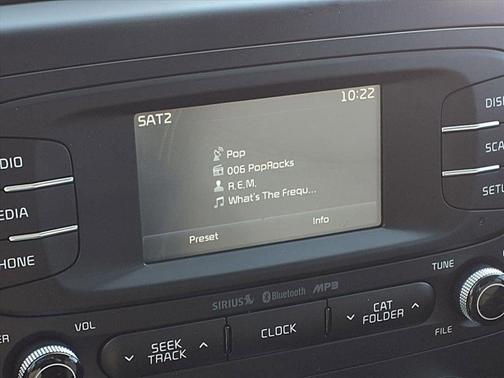 10:22
SAT2
DIS
Pop
006 PopRocks
R.E.M.
What's The Frequ...
Preset
Info
DIO
EDIA
HONE
SCA
SETU
SIRIUS Bluetooth MP3
TUNE
ER
VOL
SEEK
TRACK
CLOCK
CAT
FOLDER
FILE